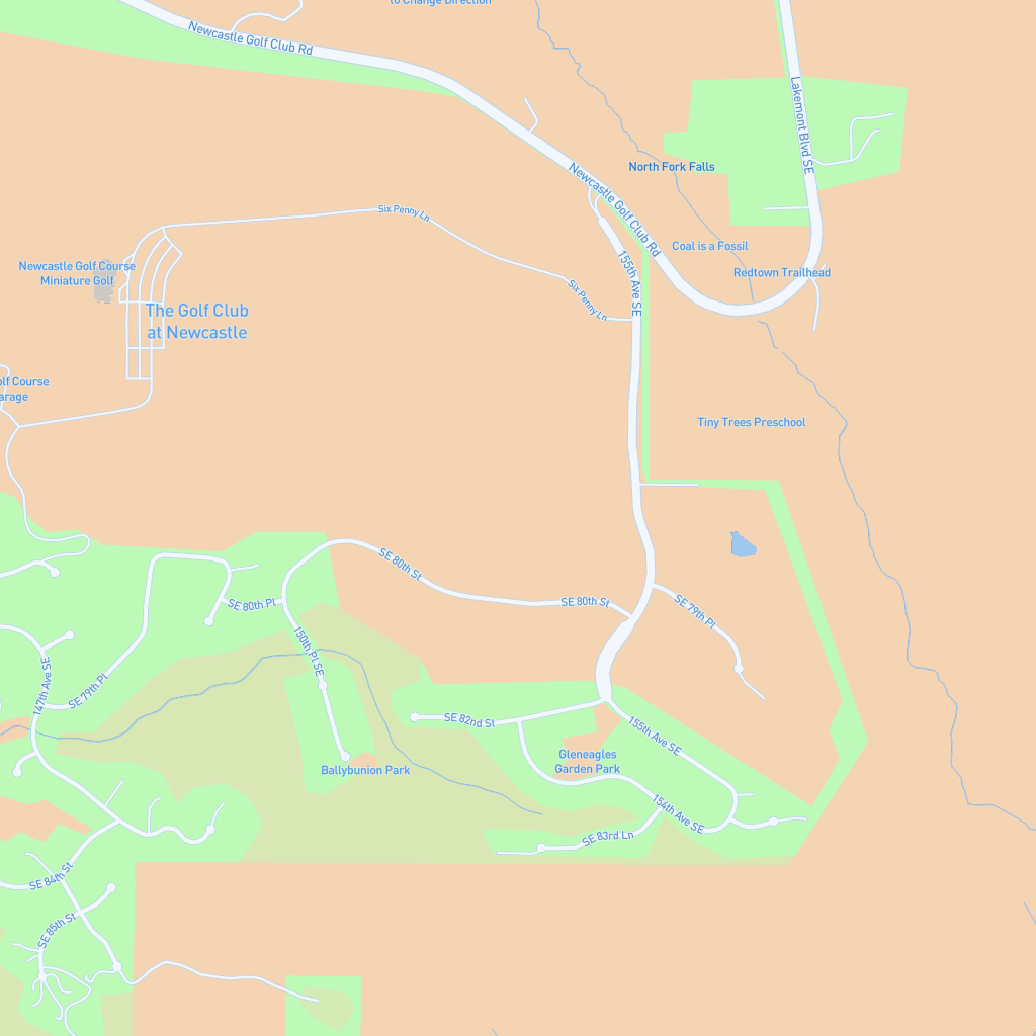 to Change Direction
Newcastle Golf Club Rd
Lakemont Blvd SE
North Fork Falls
Newcastle Golf Club Rd
Six Penny Ln
Coal is a Fossil
155th Ave SE
Redtown Trailhead
Newcastle Golf Course
Miniature Golf
Six Penny Ln
The Golf Club
at Newcastle
olf Course
arage
Tiny Trees Preschool
SE 80th St
SE 80th Pl
SE 80th St
SE 79th Pl
150th Pl SE
147th Ave SE
SE 79th Pl
SE 82nd St
155th Ave SE
Gleneagles
Garden Park
Ballybunion Park
154th Ave SE
SE 83rd Ln
SE 84th St
SE 85th St